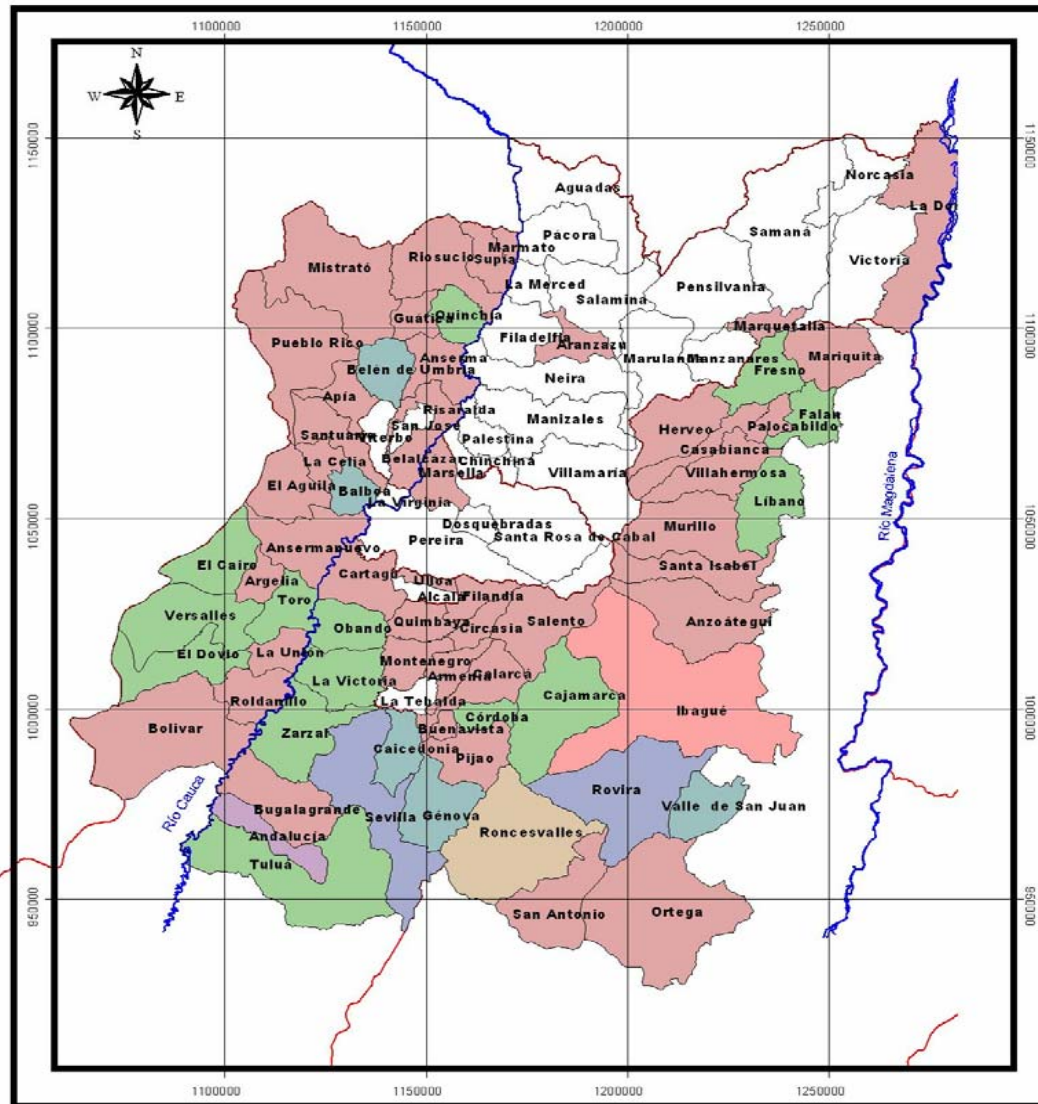 1100000 1150000 1200000 1250000
N
W E
S
1150000
Norcasia
Aguadas
La Do
Samaná
Pácora
Marmato
Riosucio
Supía
Victoria
Mistrató
La Merced
Pensilvania
Salamina
Quinchía
Guática
1100000
Marquetalia
Filadelfia
Pueblo Rico
Aranzazu
Anserma
Marulanda
Manzanares
Mariquita
Belén de Umbría
Fresno
Neira
Apía
Risaralda
Falan
San José
Manizales
Palocabildo
Herveo
Santuario
Viterbo
Palestina
Casabianca
Belalcázar
La Celia
Chinchiná
Marsella
Villamaría
Villahermosa
El Aguila
Balboa
La Virginia
Líbano
Río Magdalena
1050000
Dosquebradas
Murillo
Santa Rosa de Cabal
Pereira
Ansermanuevo
El Cairo
Santa Isabel
Cartago
Argelia
Ulloa
Alcalá
Filandia
Toro
Versalles
Quimbaya
Salento
Anzoátegui
Obando
Circasia
El Dovio
La Unión
Montenegro
Calarcá
Armenia
La Victoria
Cajamarca
Roldanillo
La Tebaida
Ibagué
Córdoba
Bolivar
Buenavista
Zarzal
Caicedonia
Pijao
Rovira
Río Cauca
Bugalagrande
Valle de San Juan
Sevilla
Génova
Roncesvalles
Andalucía
Tuluá
950000
San Antonio
Ortega
1100000 1150000 1200000 1250000